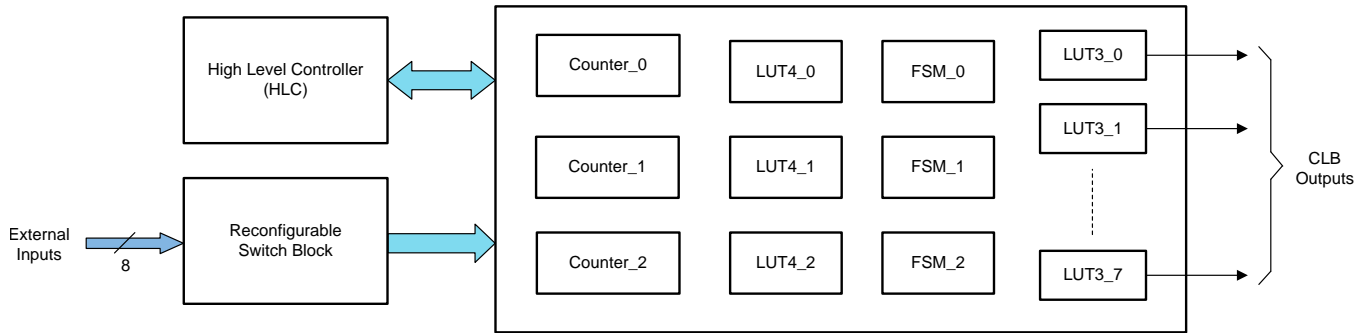 High Level Controller
(HLC)
Reconfigurable
Switch Block
External
Inputs
8
Counter_0
LUT4_0
FSM_0
LUT3_0
LUT3_1
Counter_1
LUT4_1
FSM_1
Counter_2
LUT4_2
FSM_2
LUT3_7
CLB
Outputs